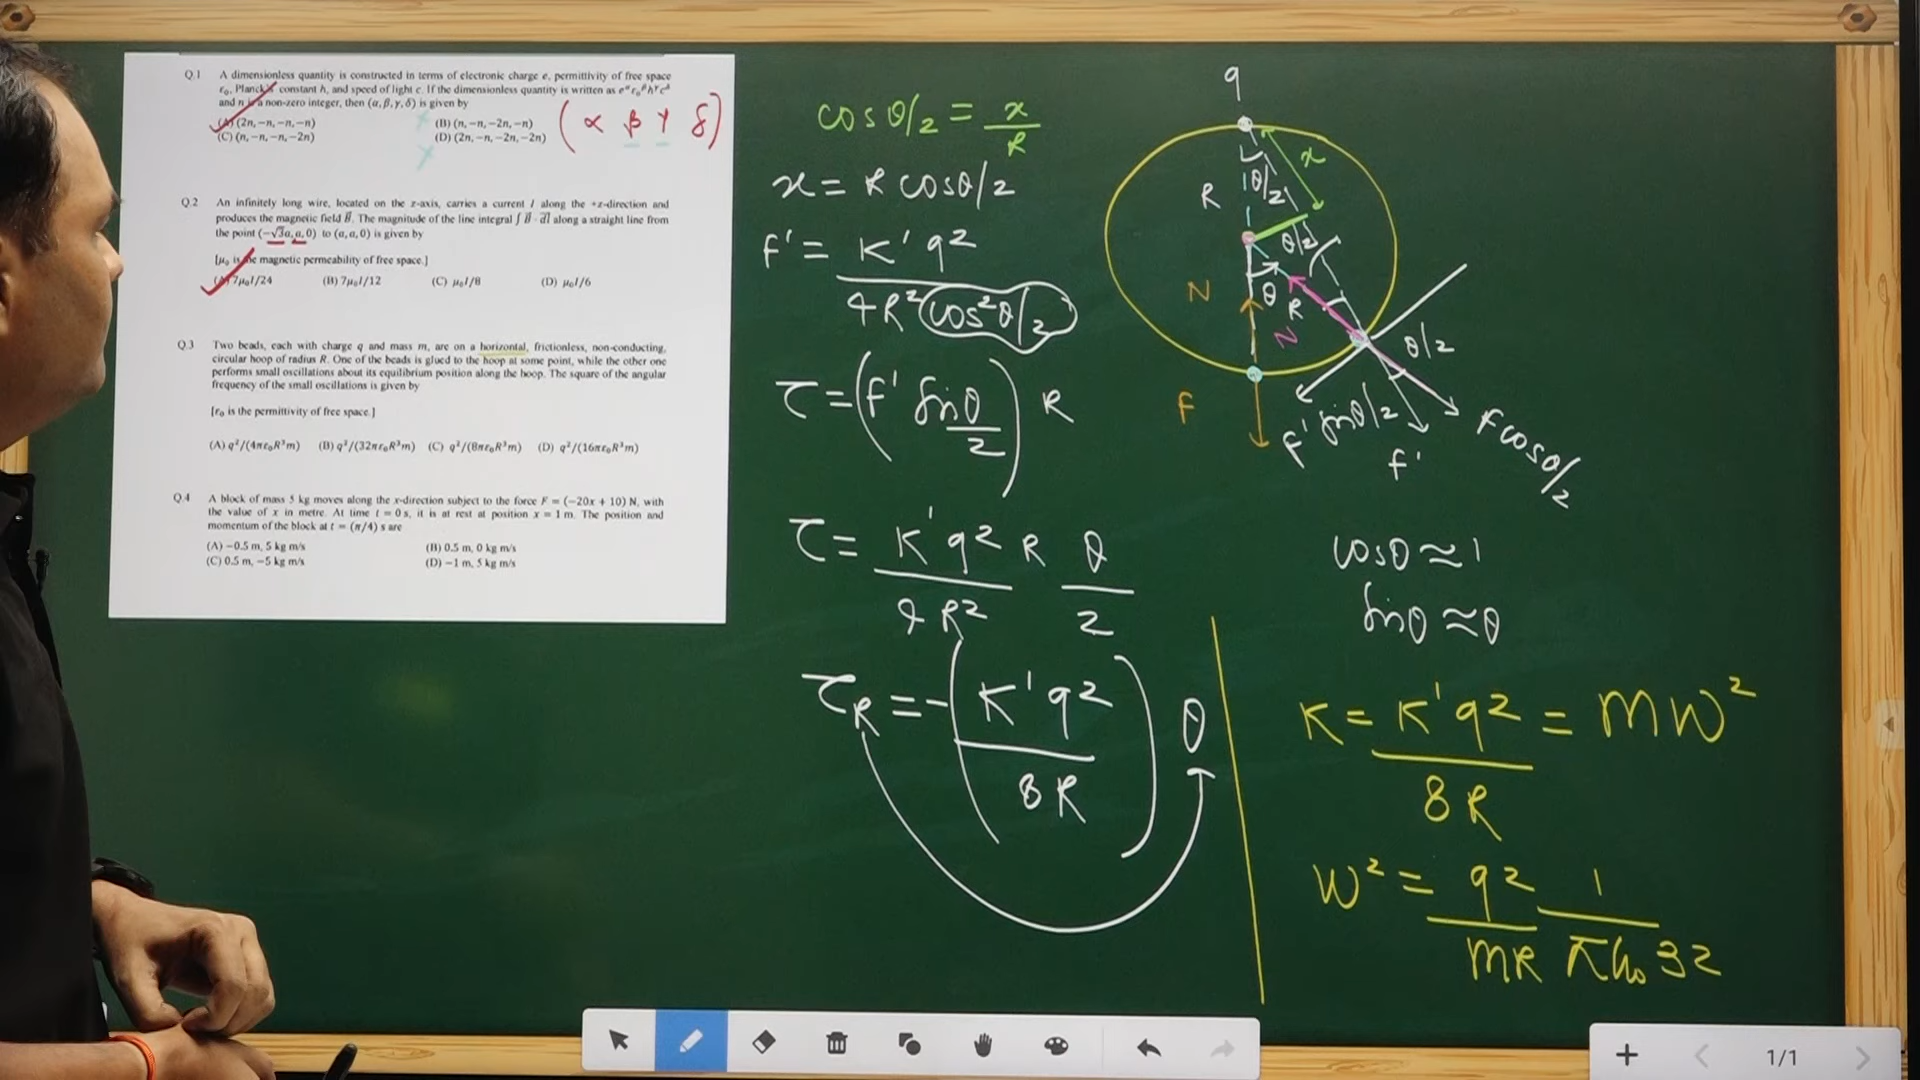 Q.1 A dimensionless quantity is constructed in terms of electronic charge e, permittivity of free space
ε₀, Planck's constant h, and speed of light c. If the dimensionless quantity is written as e^α ε₀^β h^γ c^δ
and n is a non-zero integer, then (α, β, γ, δ) is given by
(A) (2n, −n, −n, −n) (B) (n, −n, −2n, −n)
(C) (n, −n, −n, −2n) (D) (2n, −n, −2n, −2n)
(α β γ δ)
Q.2 An infinitely long wire, located on the z-axis, carries a current I along the +z-direction and
produces the magnetic field B⃗. The magnitude of the line integral ∫ B⃗ · dl⃗ along a straight line from
the point (−√3a, a, 0) to (a, a, 0) is given by
[μ₀ is the magnetic permeability of free space.]
(A) 7μ₀I/24 (B) 7μ₀I/12 (C) μ₀I/8 (D) μ₀I/6
Q.3 Two beads, each with charge q and mass m, are on a horizontal, frictionless, non-conducting,
circular hoop of radius R. One of the beads is glued to the hoop at some point, while the other one
performs small oscillations about its equilibrium position along the hoop. The square of the angular
frequency of the small oscillations is given by
[ε₀ is the permittivity of free space.]
(A) q²/(4πε₀R³m) (B) q²/(32πε₀R³m) (C) q²/(8πε₀R³m) (D) q²/(16πε₀R³m)
Q.4 A block of mass 5 kg moves along the x-direction subject to the force F = (−20x + 10) N, with
the value of x in metre. At time t = 0 s, it is at rest at position x = 1 m. The position and
momentum of the block at t = (π/4) s are
(A) −0.5 m, 5 kg m/s (B) 0.5 m, 0 kg m/s
(C) 0.5 m, −5 kg m/s (D) −1 m, 5 kg m/s
cos θ/2 = x/R
x = R cosθ/2
F' = K'q²/4R² cos²θ/2
τ = (F' sin θ/2) R
τ = K'q² R/4R² θ/2
τ_R = −(K'q²/8R) θ
q
x
R
θ/2
θ/2
θ
R
N
N
F
θ/2
F' sinθ/2
F'
Fcosθ/2
cosθ ≈ 1
sinθ ≈ θ
K = K'q²/8R = mω²
ω² = q²/mR 1/π∈₀ 32
1/1